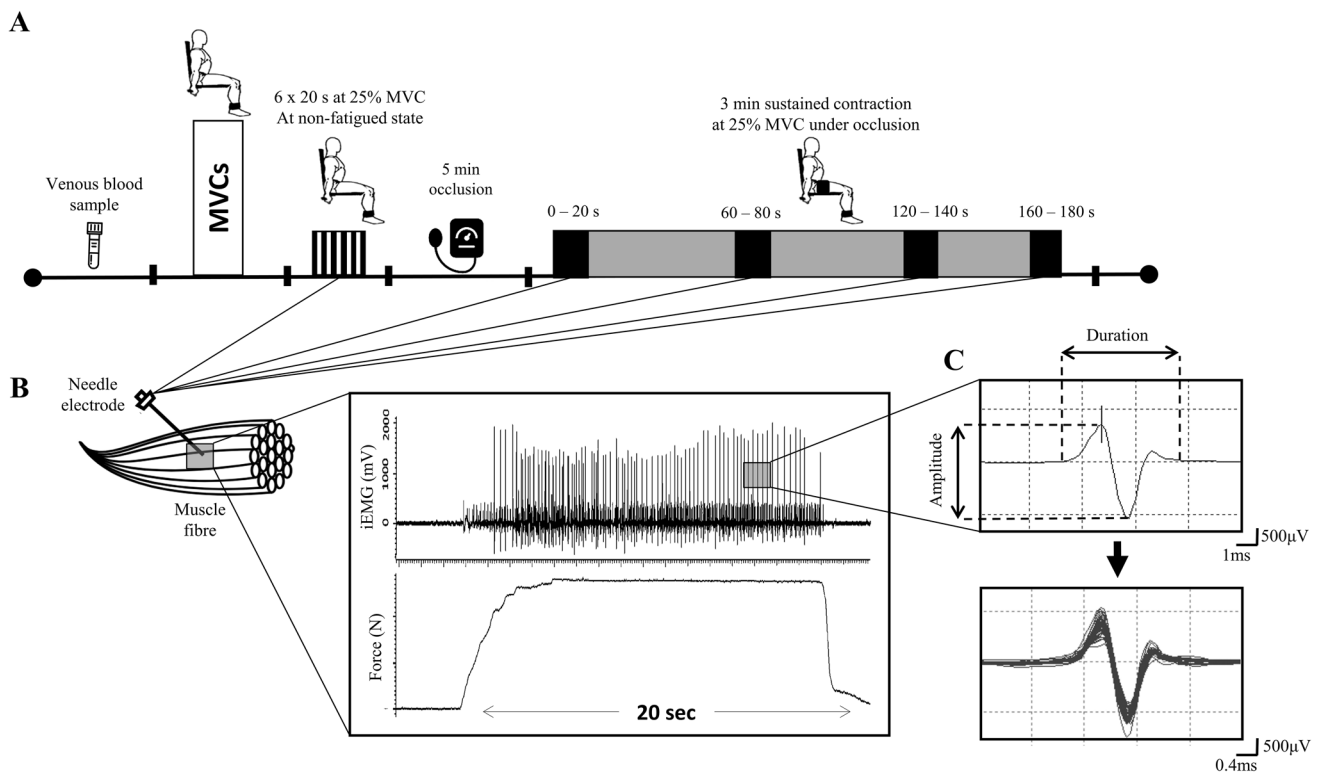 A
6 x 20 s at 25% MVC
At non-fatigued state
3 min sustained contraction
at 25% MVC under occlusion
Venous blood
sample
MVCs
5 min
occlusion
0 – 20 s
60 – 80 s
120 – 140 s
160 – 180 s
B
Needle
electrode
Muscle
fibre
iEMG (mV)
2000
1000
0
Force (N)
20 sec
C
Duration
Amplitude
500µV
1ms
500µV
0.4ms